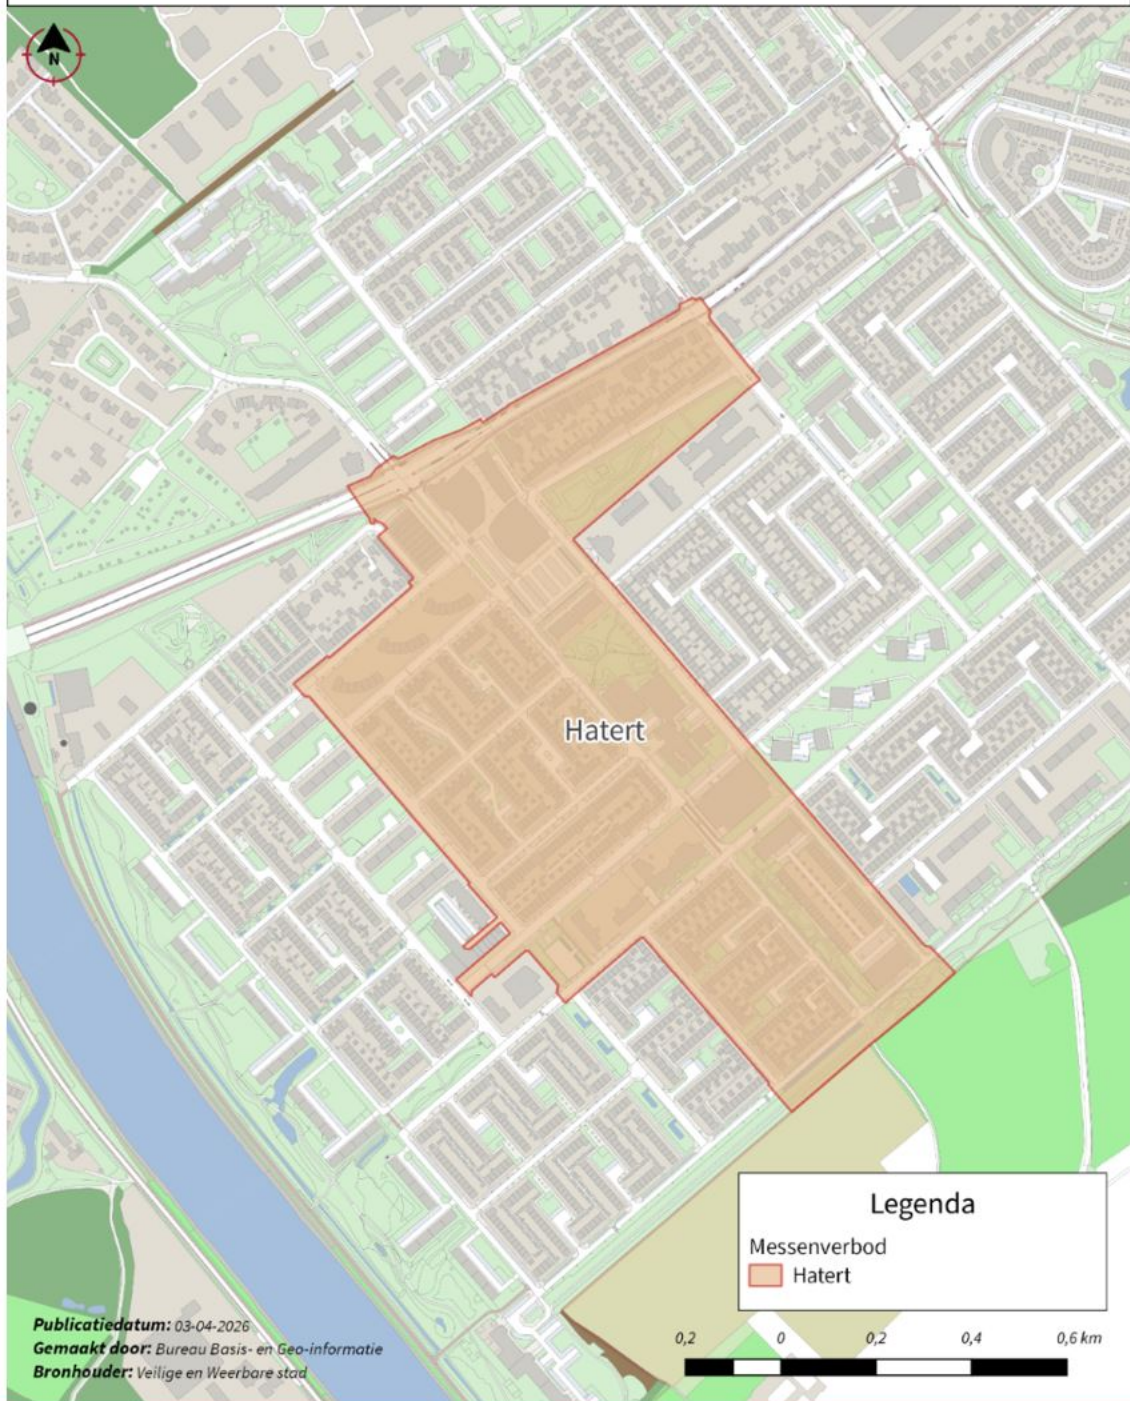 N
Hatert
Legenda
Messenverbod
Hatert
0,2 0 0,2 0,4 0,6 km
Publicatiedatum: 03-04-2026
Gemaakt door: Bureau Basis- en Geo-informatie
Bronhouder: Veilige en Weerbare stad